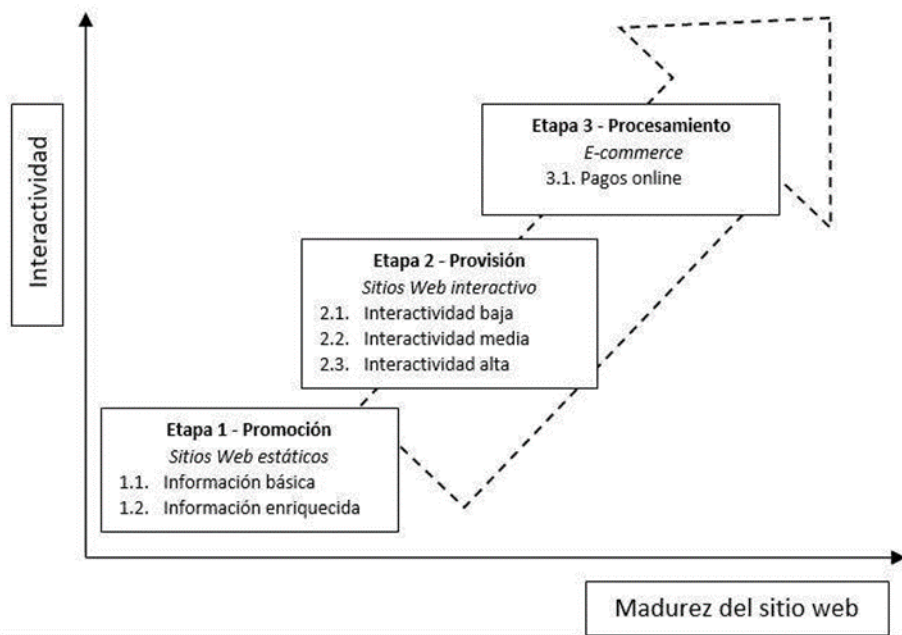 Interactividad
Etapa 3 - Procesamiento
E-commerce
3.1. Pagos online
Etapa 2 - Provisión
Sitios Web interactivo
2.1. Interactividad baja
2.2. Interactividad media
2.3. Interactividad alta
Etapa 1 - Promoción
Sitios Web estáticos
1.1. Información básica
1.2. Información enriquecida
Madurez del sitio web